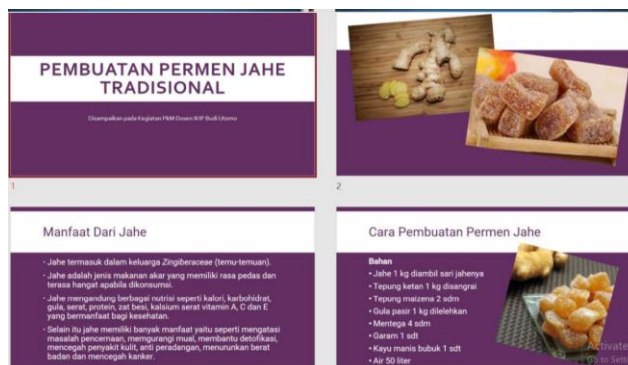 PEMBUATAN PERMEN JAHE
TRADISIONAL
Disampaikan pada Kegiatan PkM Dosen IKIP Budi Utomo
1
2
Manfaat Dari Jahe
• Jahe termasuk dalam keluarga Zingiberaceae (temu-temuan).
• Jahe adalah jenis makanan akar yang memiliki rasa pedas dan
terasa hangat apabila dikonsumsi.
• Jahe mengandung berbagai nutrisi seperti kalori, karbohidrat,
gula, serat, protein, zat besi, kalsium serat vitamin A, C dan E
yang bermanfaat bagi kesehatan.
• Selain itu jahe memiliki banyak manfaat yaitu seperti mengatasi
masalah pencernaan, memgurangi mual, membantu detofikasi,
mencegah penyakit kulit, anti peradangan, menurunkan berat
badan dan mencegah kanker.
Cara Pembuatan Permen Jahe
Bahan
• Jahe 1 kg diambil sari jahenya
• Tepung ketan 1 kg disangrai
• Tepung maizena 2 sdm
• Gula pasir 1 kg dilelehkan
• Mentega 4 sdm
• Garam 1 sdt
• Kayu manis bubuk 1 sdt
• Air 50 liter
Activate
Go to Setti